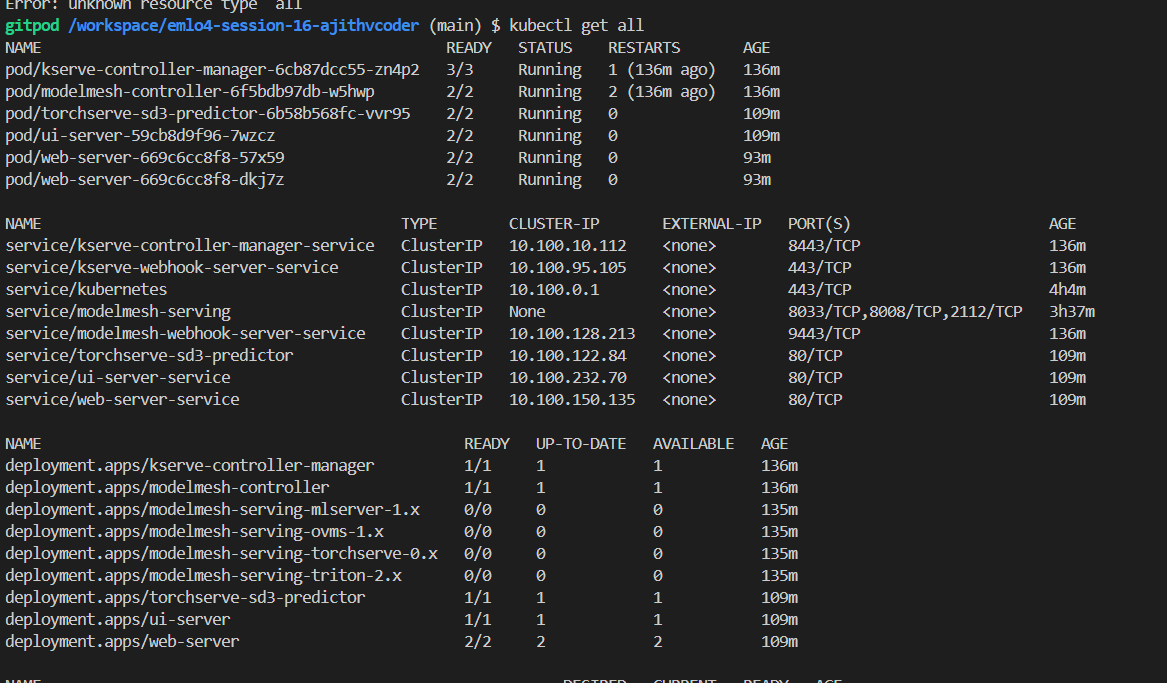 Error: unknown resource type "all"
gitpod /workspace/emlo4-session-16-ajithvcoder (main) $ kubectl get all
NAME READY STATUS RESTARTS AGE
pod/kserve-controller-manager-6cb87dcc55-zn4p2 3/3 Running 1 (136m ago) 136m
pod/modelmesh-controller-6f5bdb97db-w5hwp 2/2 Running 2 (136m ago) 136m
pod/torchserve-sd3-predictor-6b58b568fc-vvr95 2/2 Running 0 109m
pod/ui-server-59cb8d9f96-7wzcz 2/2 Running 0 109m
pod/web-server-669c6cc8f8-57x59 2/2 Running 0 93m
pod/web-server-669c6cc8f8-dkj7z 2/2 Running 0 93m
NAME TYPE CLUSTER-IP EXTERNAL-IP PORT(S) AGE
service/kserve-controller-manager-service ClusterIP 10.100.10.112 <none> 8443/TCP 136m
service/kserve-webhook-server-service ClusterIP 10.100.95.105 <none> 443/TCP 136m
service/kubernetes ClusterIP 10.100.0.1 <none> 443/TCP 4h4m
service/modelmesh-serving ClusterIP None <none> 8033/TCP,8008/TCP,2112/TCP 3h37m
service/modelmesh-webhook-server-service ClusterIP 10.100.128.213 <none> 9443/TCP 136m
service/torchserve-sd3-predictor ClusterIP 10.100.122.84 <none> 80/TCP 109m
service/ui-server-service ClusterIP 10.100.232.70 <none> 80/TCP 109m
service/web-server-service ClusterIP 10.100.150.135 <none> 80/TCP 109m
NAME READY UP-TO-DATE AVAILABLE AGE
deployment.apps/kserve-controller-manager 1/1 1 1 136m
deployment.apps/modelmesh-controller 1/1 1 1 136m
deployment.apps/modelmesh-serving-mlserver-1.x 0/0 0 0 135m
deployment.apps/modelmesh-serving-ovms-1.x 0/0 0 0 135m
deployment.apps/modelmesh-serving-torchserve-0.x 0/0 0 0 135m
deployment.apps/modelmesh-serving-triton-2.x 0/0 0 0 135m
deployment.apps/torchserve-sd3-predictor 1/1 1 1 109m
deployment.apps/ui-server 1/1 1 1 109m
deployment.apps/web-server 2/2 2 2 109m
NAME DESIRED CURRENT READY AGE